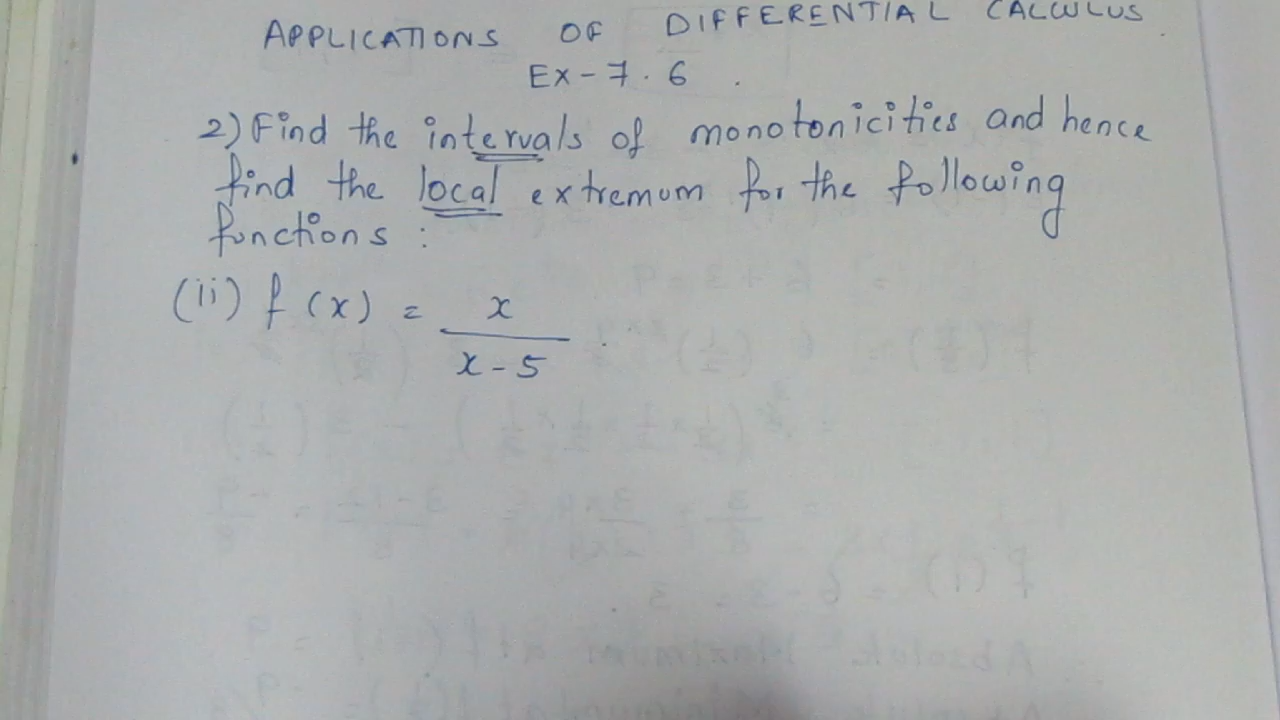 APPLICATIONS OF DIFFERENTIAL CALCULUS
Ex-7.6.
2) Find the intervals of monotonicities and hence
find the local extremum for the following
functions :
(ii) f(x) = x / x-5 .